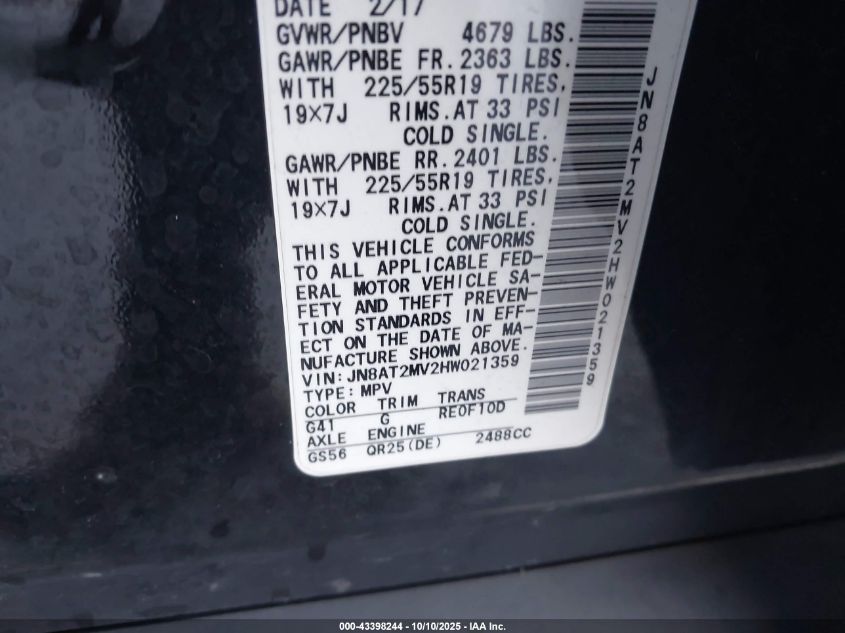 DATE 2/17
GVWR/PNBV 4679 LBS.
GAWR/PNBE FR. 2363 LBS.
WITH 225/55R19 TIRES,
19×7J RIMS. AT 33 PSI
COLD SINGLE.
GAWR/PNBE RR. 2401 LBS.
WITH 225/55R19 TIRES,
19×7J RIMS. AT 33 PSI
COLD SINGLE.
THIS VEHICLE CONFORMS
TO ALL APPLICABLE FED-
ERAL MOTOR VEHICLE SA-
FETY AND THEFT PREVEN-
TION STANDARDS IN EFF-
ECT ON THE DATE OF MA-
NUFACTURE SHOWN ABOVE.
VIN: JN8AT2MV2HW021359
TYPE: MPV
COLOR TRIM TRANS
G41 G RE0F10D
AXLE ENGINE
GS56 QR25(DE) 2488CC
JN8AT2MV2HW021359
000-43398244 - 10/10/2025 - IAA Inc.